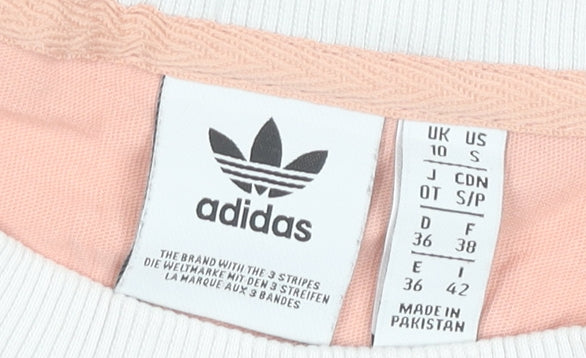 adidas
THE BRAND WITH THE 3 STRIPES
DIE WELTMARKE MIT DEN 3 STREIFEN
LA MARQUE AUX 3 BANDES
UK US
10 S
J CDN
OT S/P
D F
36 38
E I
36 42
MADE IN
PAKISTAN